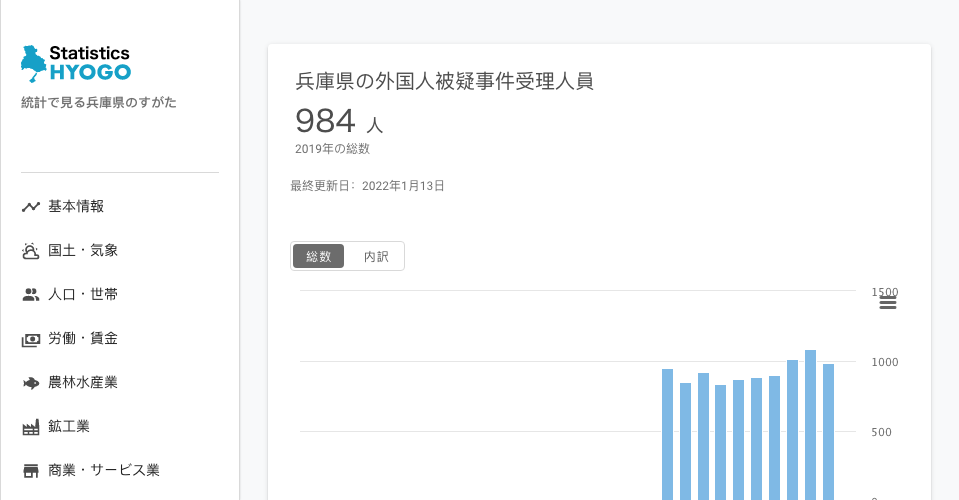 Statistics
HYOGO
統計で見る兵庫県のすがた
基本情報
国土・気象
人口・世帯
労働・賃金
農林水産業
鉱工業
商業・サービス業
兵庫県の外国人被疑事件受理人員
984 人
2019年の総数
最終更新日: 2022年1月13日
総数 内訳
1500
1000
500